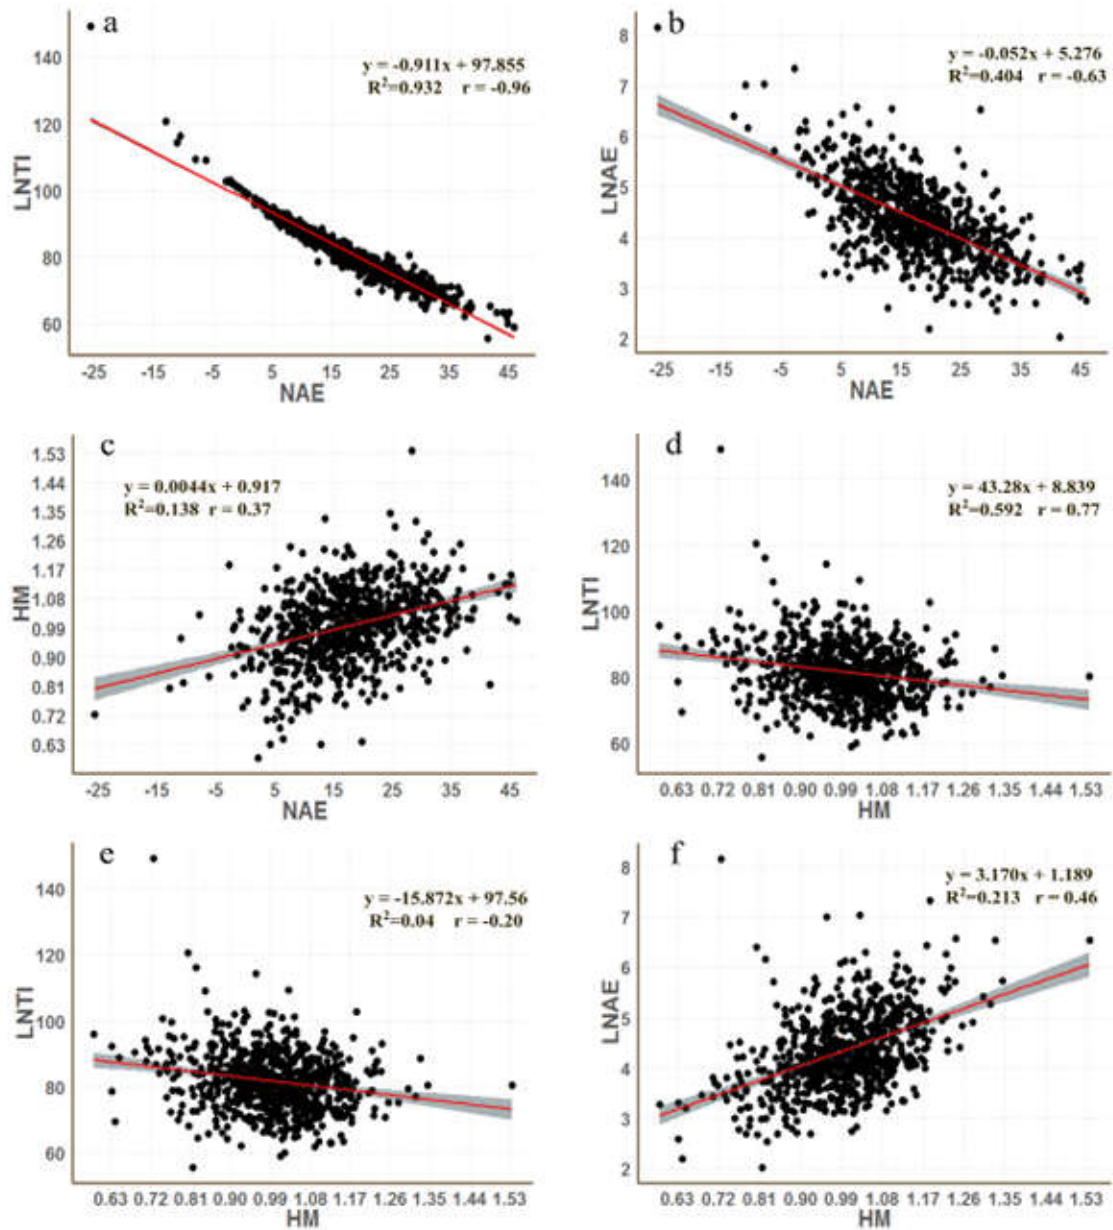 a
y = -0.911x + 97.855
R²=0.932 r = -0.96
LNTI
140
120
100
80
60
-25 -15 -5 5 15 25 35 45
NAE
b
y = -0.052x + 5.276
R²=0.404 r = -0.63
LNAE
8
7
6
5
4
3
2
-25 -15 -5 5 15 25 35 45
NAE
c
y = 0.0044x + 0.917
R²=0.138 r = 0.37
HM
1.53
1.44
1.35
1.26
1.17
1.08
0.99
0.90
0.81
0.72
0.63
-25 -15 -5 5 15 25 35 45
NAE
d
y = 43.28x + 8.839
R²=0.592 r = 0.77
LNTI
140
120
100
80
60
0.63 0.72 0.81 0.90 0.99 1.08 1.17 1.26 1.35 1.44 1.53
HM
e
y = -15.872x + 97.56
R²=0.04 r = -0.20
LNTI
140
120
100
80
60
0.63 0.72 0.81 0.90 0.99 1.08 1.17 1.26 1.35 1.44 1.53
HM
f
y = 3.170x + 1.189
R²=0.213 r = 0.46
LNAE
8
7
6
5
4
3
2
0.63 0.72 0.81 0.90 0.99 1.08 1.17 1.26 1.35 1.44 1.53
HM